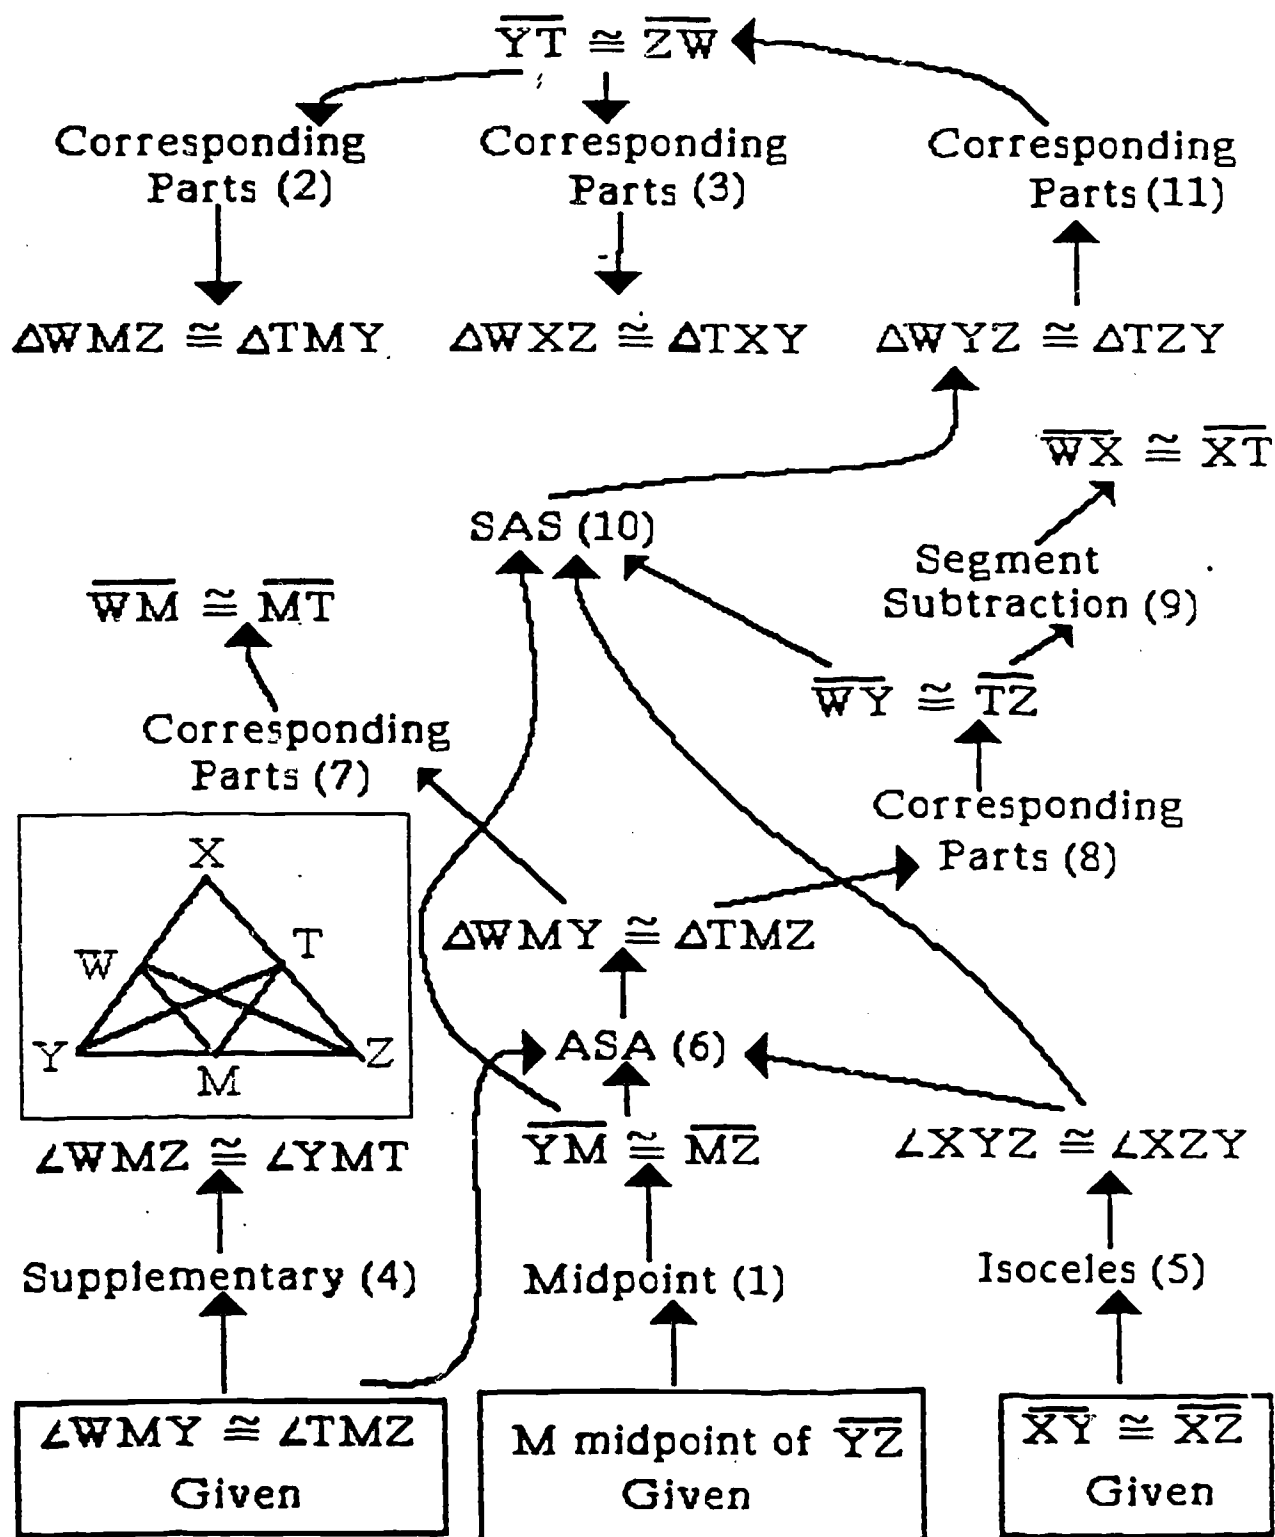 YT ≅ ZW
Corresponding
Parts (2)
Corresponding
Parts (3)
Corresponding
Parts (11)
ΔWMZ ≅ ΔTMY
ΔWXZ ≅ ΔTXY
ΔWYZ ≅ ΔTZY
WX ≅ XT
SAS (10)
Segment
Subtraction (9)
WM ≅ MT
WY ≅ TZ
Corresponding
Parts (7)
Corresponding
Parts (8)
X
W
T
Y
M
Z
ΔWMY ≅ ΔTMZ
ASA (6)
∠WMZ ≅ ∠YMT
YM ≅ MZ
∠XYZ ≅ ∠XZY
Supplementary (4)
Midpoint (1)
Isoceles (5)
∠WMY ≅ ∠TMZ
Given
M midpoint of YZ
Given
XY ≅ XZ
Given